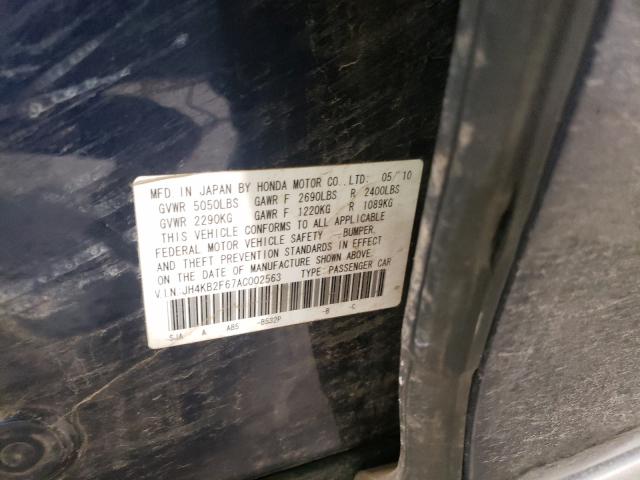 MFD. IN JAPAN BY HONDA MOTOR CO.,LTD. 05/10
GVWR 5050LBS GAWR F 2690LBS R 2400LBS
GVWR 2290KG GAWR F 1220KG R 1089KG
THIS VEHICLE CONFORMS TO ALL APPLICABLE
FEDERAL MOTOR VEHICLE SAFETY -BUMPER,
AND THEFT PREVENTION STANDARDS IN EFFECT
ON THE DATE OF MANUFACTURE SHOWN ABOVE.
V.I.N:JH4KB2F67AC002563 TYPE: PASSENGER CAR
SJA A AB5 -B532P -B -C